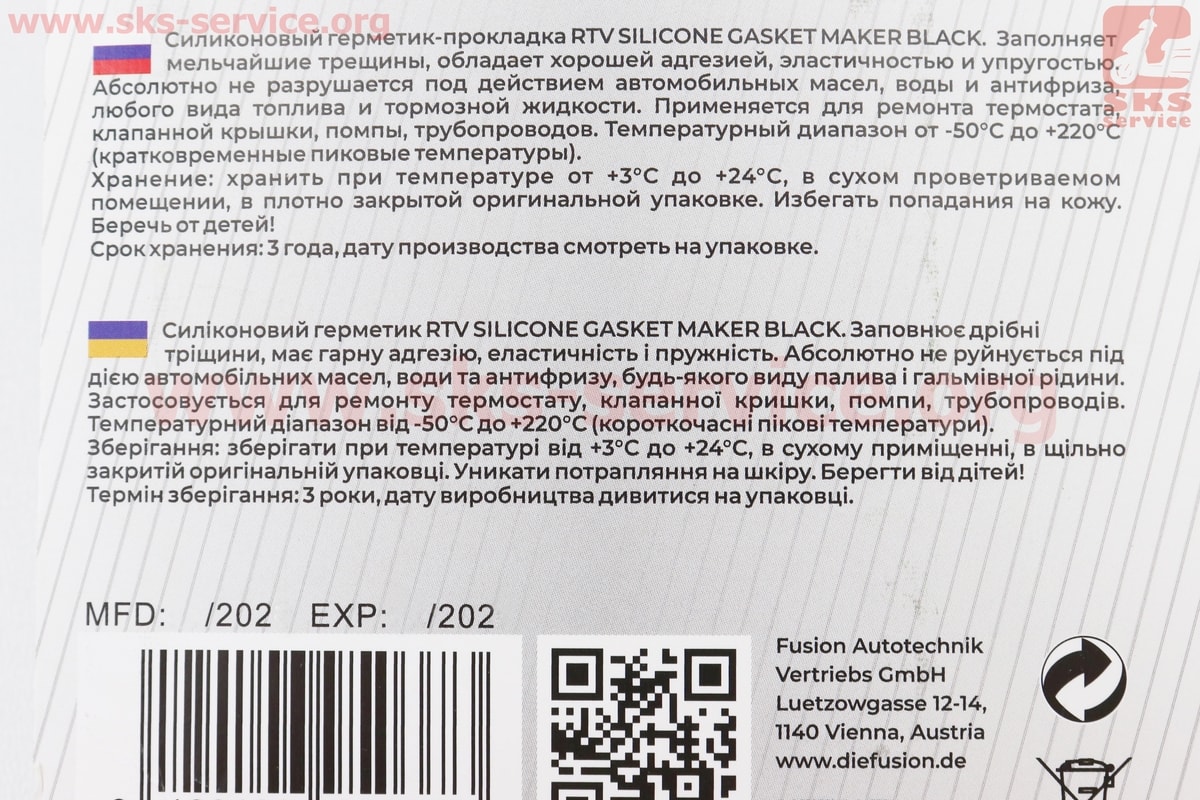 www.sks-service.org
Силиконовый герметик-прокладка RTV SILICONE GASKET MAKER BLACK. Заполняет
мельчайшие трещины, обладает хорошей адгезией, эластичностью и упругостью.
Абсолютно не разрушается под действием автомобильных масел, воды и антифриза,
любого вида топлива и тормозной жидкости. Применяется для ремонта термостата,
клапанной крышки, помпы, трубопроводов. Температурный диапазон от -50°C до +220°C
(кратковременные пиковые температуры).
Хранение: хранить при температуре от +3°C до +24°C, в сухом проветриваемом
помещении, в плотно закрытой оригинальной упаковке. Избегать попадания на кожу.
Беречь от детей!
Срок хранения: 3 года, дату производства смотреть на упаковке.
SKS
service
Силіконовий герметик RTV SILICONE GASKET MAKER BLACK. Заповнює дрібні
тріщини, має гарну адгезію, еластичність і пружність. Абсолютно не руйнується під
дією автомобільних масел, води та антифризу, будь-якого виду палива і гальмівної рідини.
Застосовується для ремонту термостату, клапанної кришки, помпи, трубопроводів.
Температурний діапазон від -50°C до +220°C (короткочасні пікові температури).
Зберігання: зберігати при температурі від +3°C до +24°C, в сухому приміщенні, в щільно
закритій оригінальній упаковці. Уникати потрапляння на шкіру. Берегти від дітей!
Термін зберігання: 3 роки, дату виробництва дивитися на упаковці.
www.sks-service.org
MFD: /202 EXP: /202
Fusion Autotechnik
Vertriebs GmbH
Luetzowgasse 12-14,
1140 Vienna, Austria
www.diefusion.de